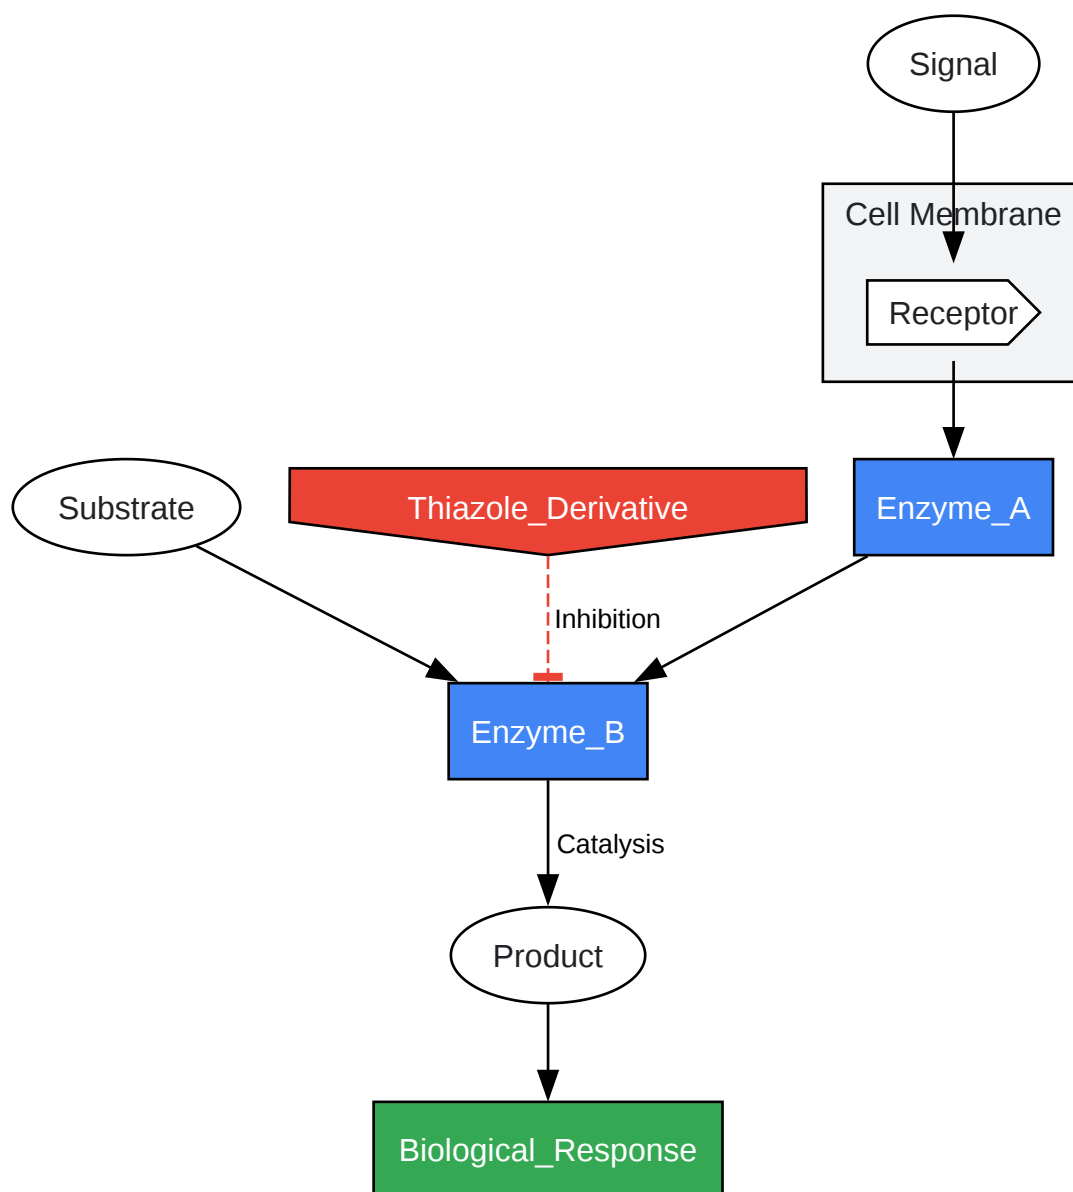 Signal
Cell Membrane
Receptor
Substrate
Thiazole_Derivative
Enzyme_A
Inhibition
Enzyme_B
Catalysis
Product
Biological_Response